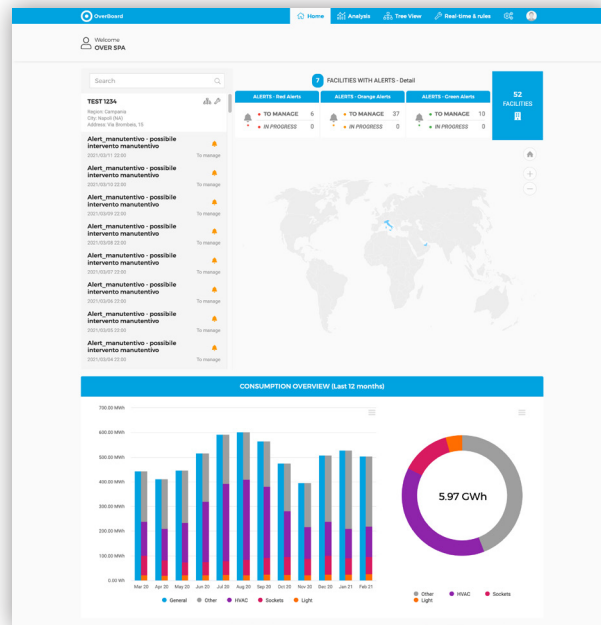 OverBoard
Home
Analysis
Tree View
Real-time & rules
Welcome
OVER SPA
Search
7 FACILITIES WITH ALERTS - Detail
ALERTS - Red Alerts
ALERTS - Orange Alerts
ALERTS - Green Alerts
TO MANAGE 6
IN PROGRESS 0
TO MANAGE 37
IN PROGRESS 0
TO MANAGE 10
IN PROGRESS 0
52
FACILITIES
TEST 1234
Region: Campania
City: Napoli (NA)
Address: Via Bombate, 15
Alert_manutentivo - possibile
intervento manutentivo
2021/03/11 22:00 To manage
Alert_manutentivo - possibile
intervento manutentivo
2021/03/10 22:00 To manage
Alert_manutentivo - possibile
intervento manutentivo
2021/03/09 22:00 To manage
Alert_manutentivo - possibile
intervento manutentivo
2021/03/08 22:00 To manage
Alert_manutentivo - possibile
intervento manutentivo
2021/03/07 22:00 To manage
Alert_manutentivo - possibile
intervento manutentivo
2021/03/06 22:00 To manage
Alert_manutentivo - possibile
intervento manutentivo
2021/03/05 22:00 To manage
Alert_manutentivo - possibile
intervento manutentivo
2021/03/04 22:00 To manage
CONSUMPTION OVERVIEW (Last 12 months)
700.00 MWh
600.00 MWh
500.00 MWh
400.00 MWh
300.00 MWh
200.00 MWh
100.00 MWh
0.00 Wh
Mar 20 Apr 20 May 20 Jun 20 Jul 20 Aug 20 Sep 20 Oct 20 Nov 20 Dec 20 Jan 21 Feb 21
General Other HVAC Sockets Light
5.97 GWh
Other HVAC Sockets
Light